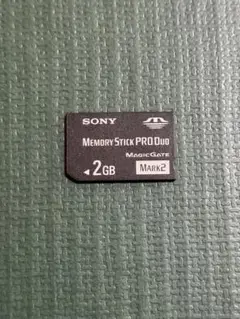 SONY
MEMORY STICK PRO DUO
MAGICGATE
2GB
MARK2